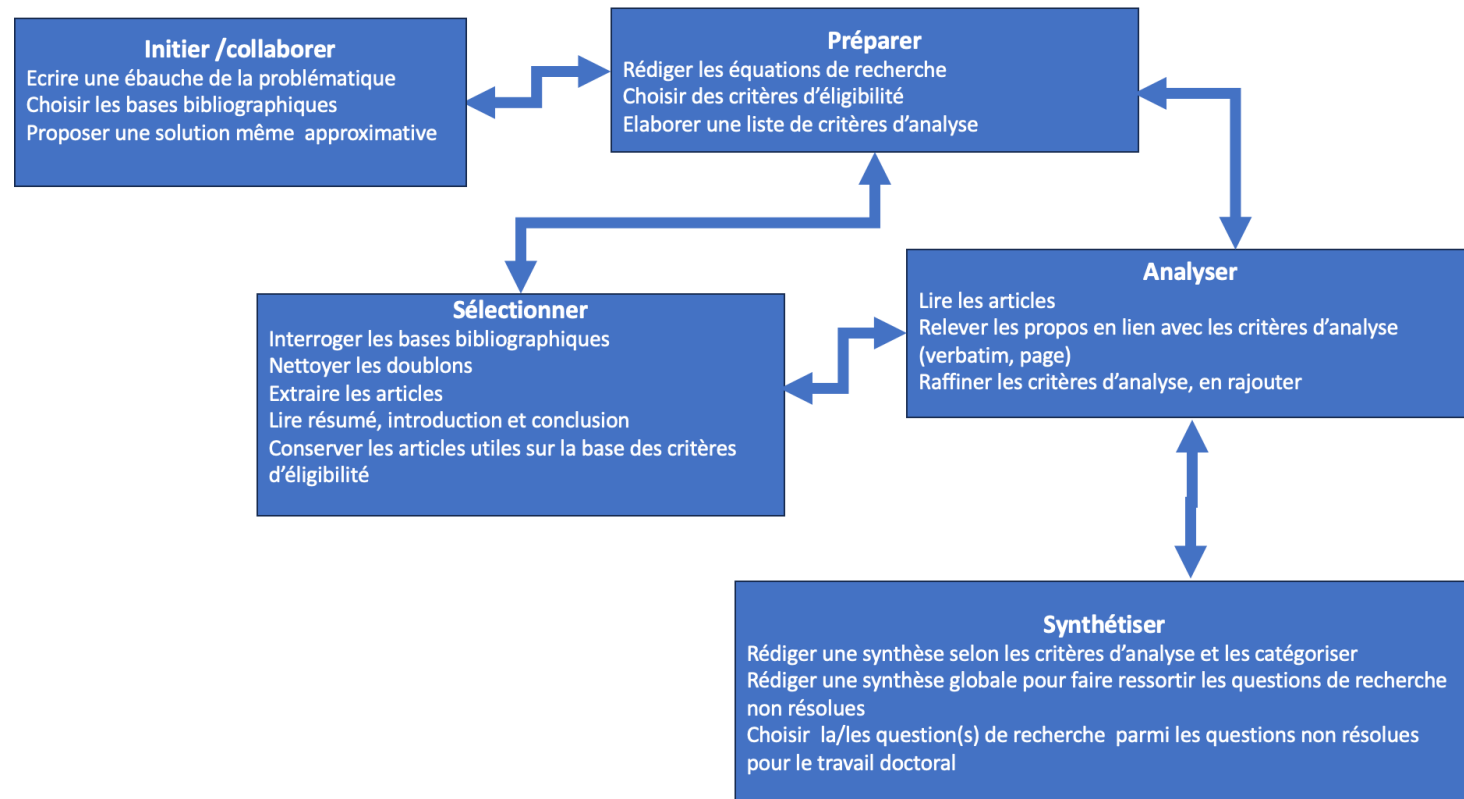 Initier /collaborer
Ecrire une ébauche de la problématique
Choisir les bases bibliographiques
Proposer une solution même  approximative
Préparer
Rédiger les équations de recherche
Choisir des critères d’éligibilité
Elaborer une liste de critères d’analyse
Sélectionner
Interroger les bases bibliographiques
Nettoyer les doublons
Extraire les articles
Lire résumé, introduction et conclusion
Conserver les articles utiles sur la base des critères
d’éligibilité
Analyser
Lire les articles
Relever les propos en lien avec les critères d’analyse
(verbatim, page)
Raffiner les critères d’analyse, en rajouter
Synthétiser
Rédiger une synthèse selon les critères d’analyse et les catégoriser
Rédiger une synthèse globale pour faire ressortir les questions de recherche
non résolues
Choisir  la/les question(s) de recherche  parmi les questions non résolues
pour le travail doctoral